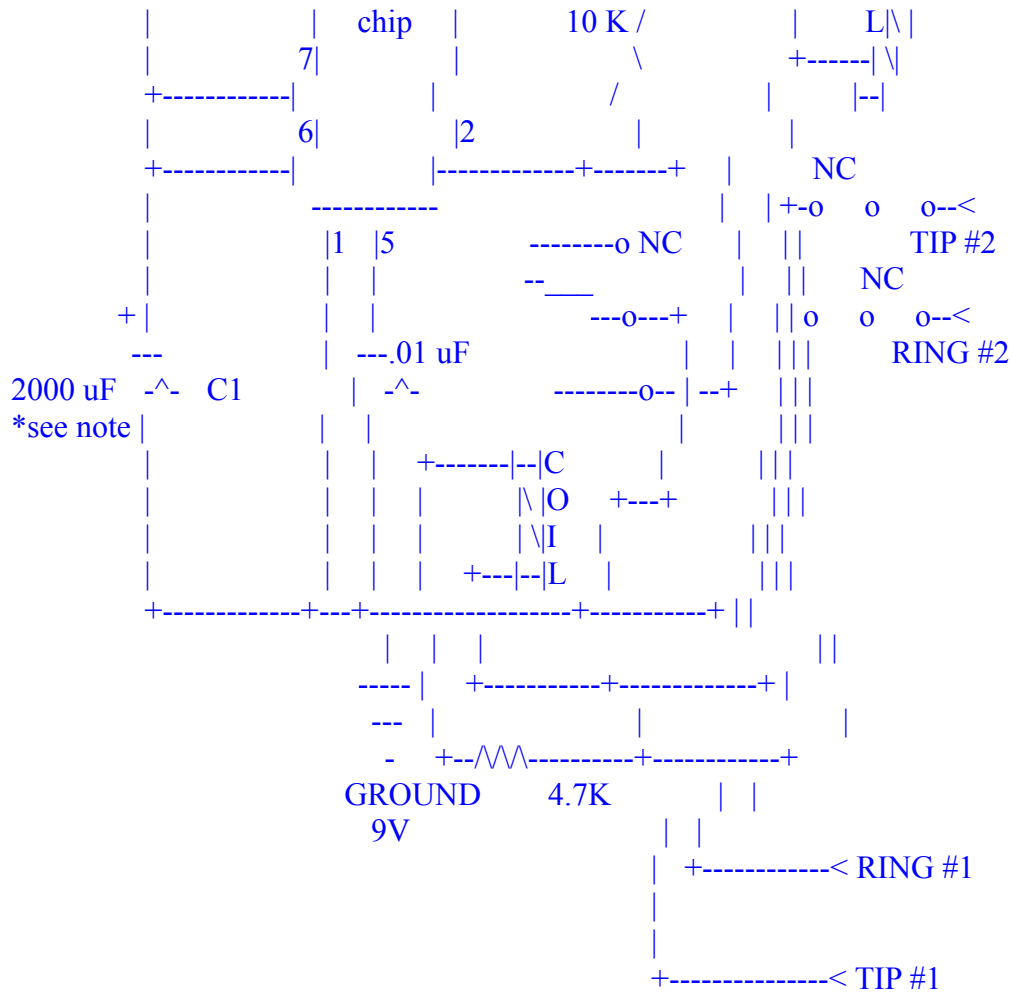 | | chip | 10 K / | L|\ |
| 7| | \ +------| \|
+------------| | / | |--|
| 6| |2 | |
+------------| |-------------+-------+ | NC
| ------------ | | +-o o o--<
| |1 |5 --------o NC | | | TIP #2
| | | --___ | | | NC
+ | | | ---o---+ | | | o o o--<
--- | ---.01 uF | | | | | RING #2
2000 uF -^- C1 | -^- --------o-- | --+ | | |
*see note | | | | | | |
| | | +-------|--|C | | | |
| | | | |\ |O +---+ | | |
| | | | | \|I | | | |
| | | | +---|--|L | | | |
+------------+---+-------------------+-----------+ | |
| | | | |
----- | +-----------+-------------+ |
--- | | |
- +--/\/\/\----------+------------+
GROUND 4.7K | |
9V | |
| +------------< RING #1
|
|
+---------------< TIP #1